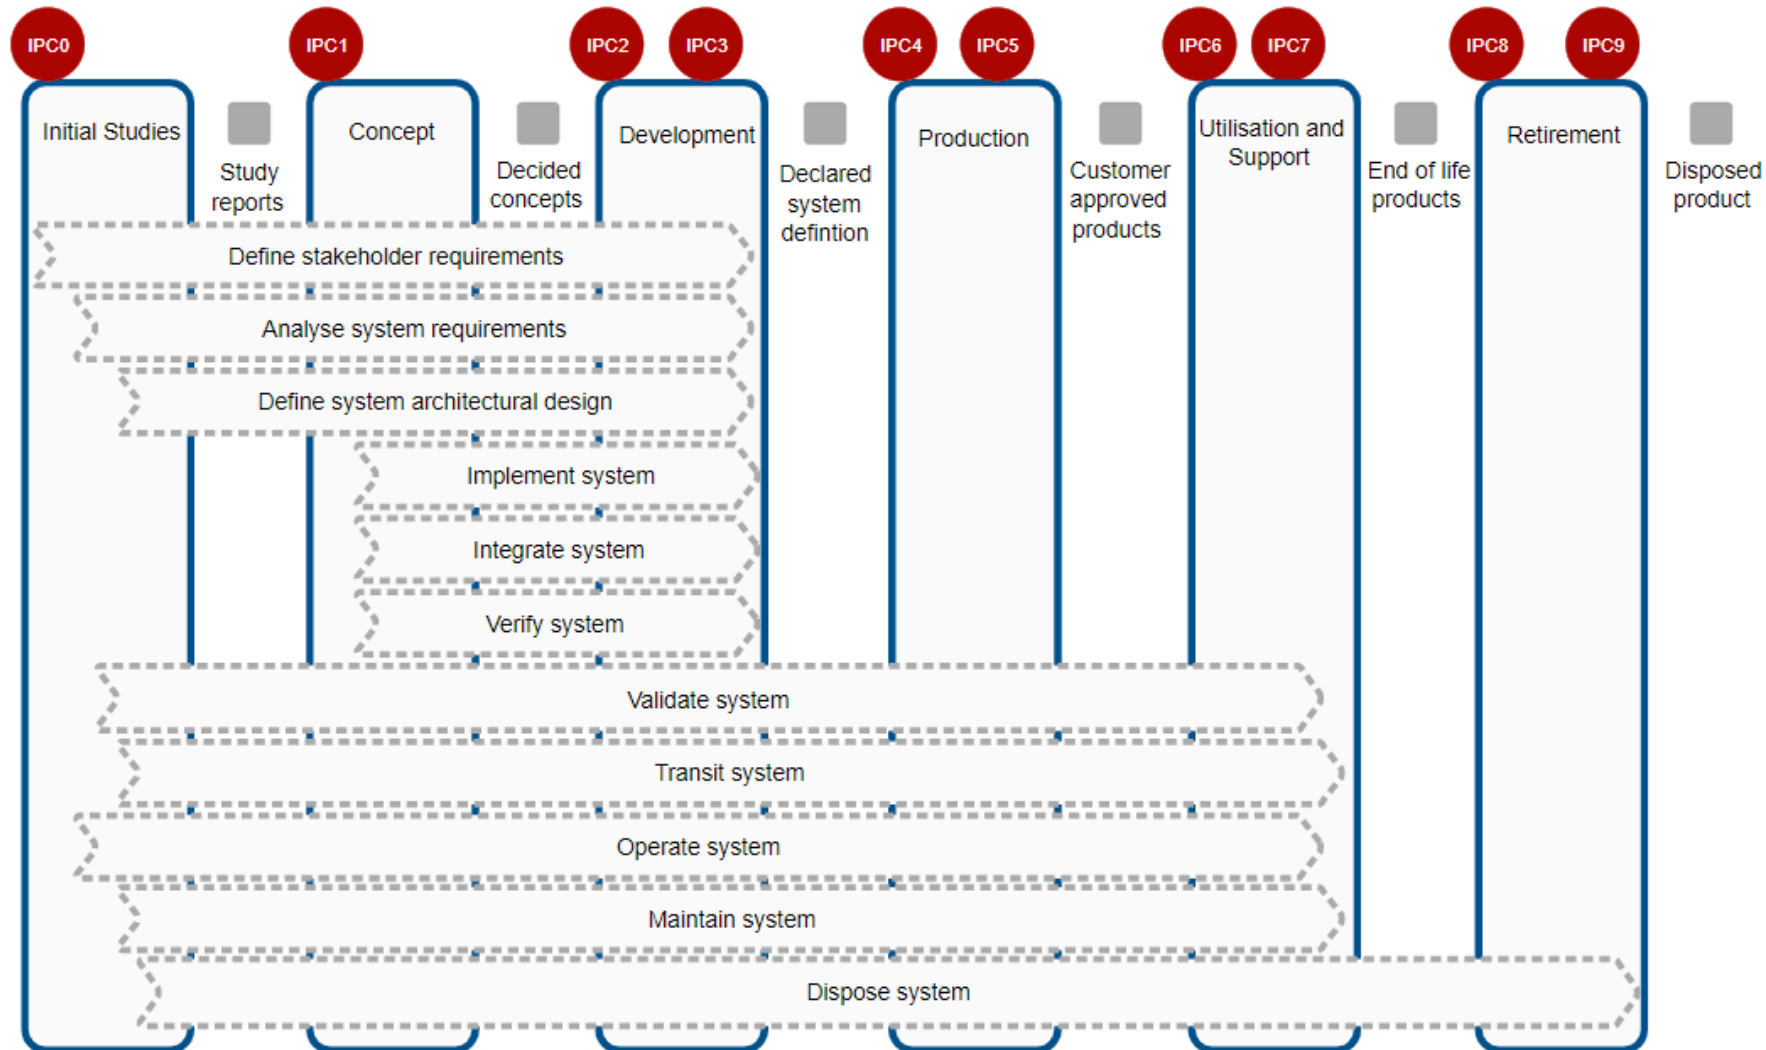 IPC0
IPC1
IPC2
IPC3
IPC4
IPC5
IPC6
IPC7
IPC8
IPC9
Initial Studies
Study
reports
Concept
Decided
concepts
Development
Declared
system
defintion
Production
Customer
approved
products
Utilisation and
Support
End of life
products
Retirement
Disposed
product
Define stakeholder requirements
Analyse system requirements
Define system architectural design
Implement system
Integrate system
Verify system
Validate system
Transit system
Operate system
Maintain system
Dispose system